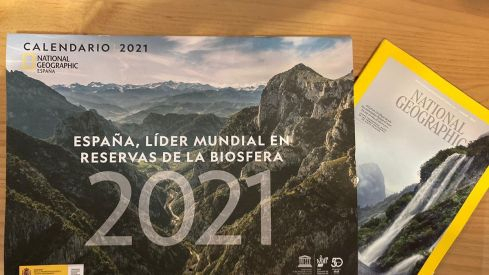 CALENDARIO | 2021
NATIONAL
GEOGRAPHIC
ESPAÑA
ESPAÑA, LÍDER MUNDIAL EN
RESERVAS DE LA BIOSFERA
2021
NATIONAL
GEOGRAPHIC